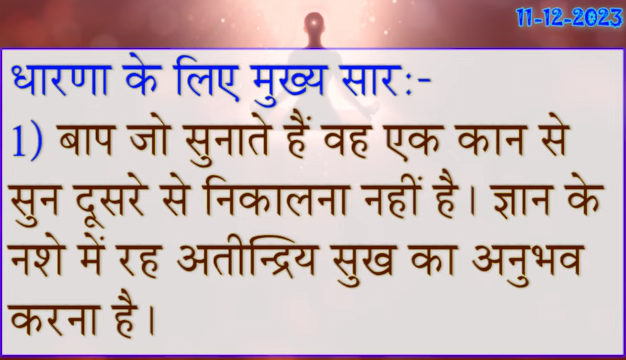 11-12-2023
धारणा के लिए मुख्य सारः-
1) बाप जो सुनाते हैं वह एक कान से
सुन दूसरे से निकालना नहीं है। ज्ञान के
नशे में रह अतीन्द्रिय सुख का अनुभव
करना है।